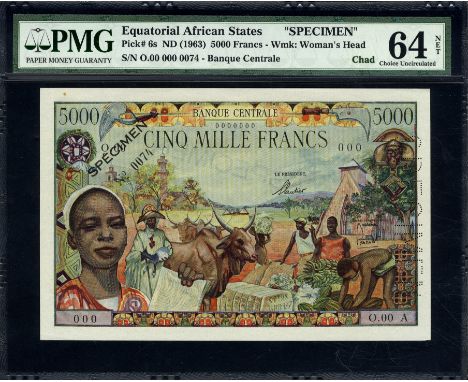 PMG
PAPER MONEY GUARANTY
Equatorial African States "SPECIMEN"
Pick# 6s ND (1963) 5000 Francs - Wmk: Woman's Head
S/N O.00 000 0074 - Banque Centrale
Chad
64 NET
Choice Uncirculated
5000
BANQUE CENTRALE
5000
0000000
CINQ MILLE FRANCS
000
SPECIMEN
0074
LE PRÉSIDENT,
000
O.00 A